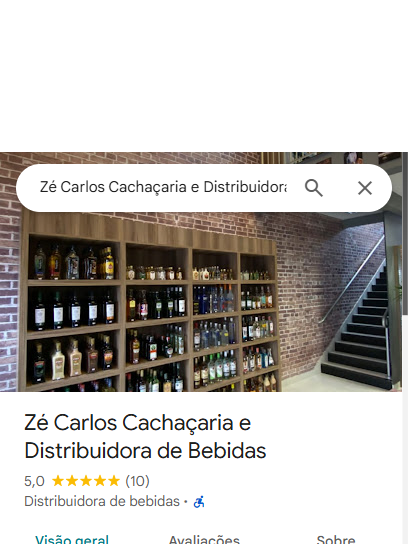 Zé Carlos Cachaçaria e Distribuidora
Zé Carlos Cachaçaria e
Distribuidora de Bebidas
5,0 (10)
Distribuidora de bebidas ·
Visão geral
Avaliações
Sobre